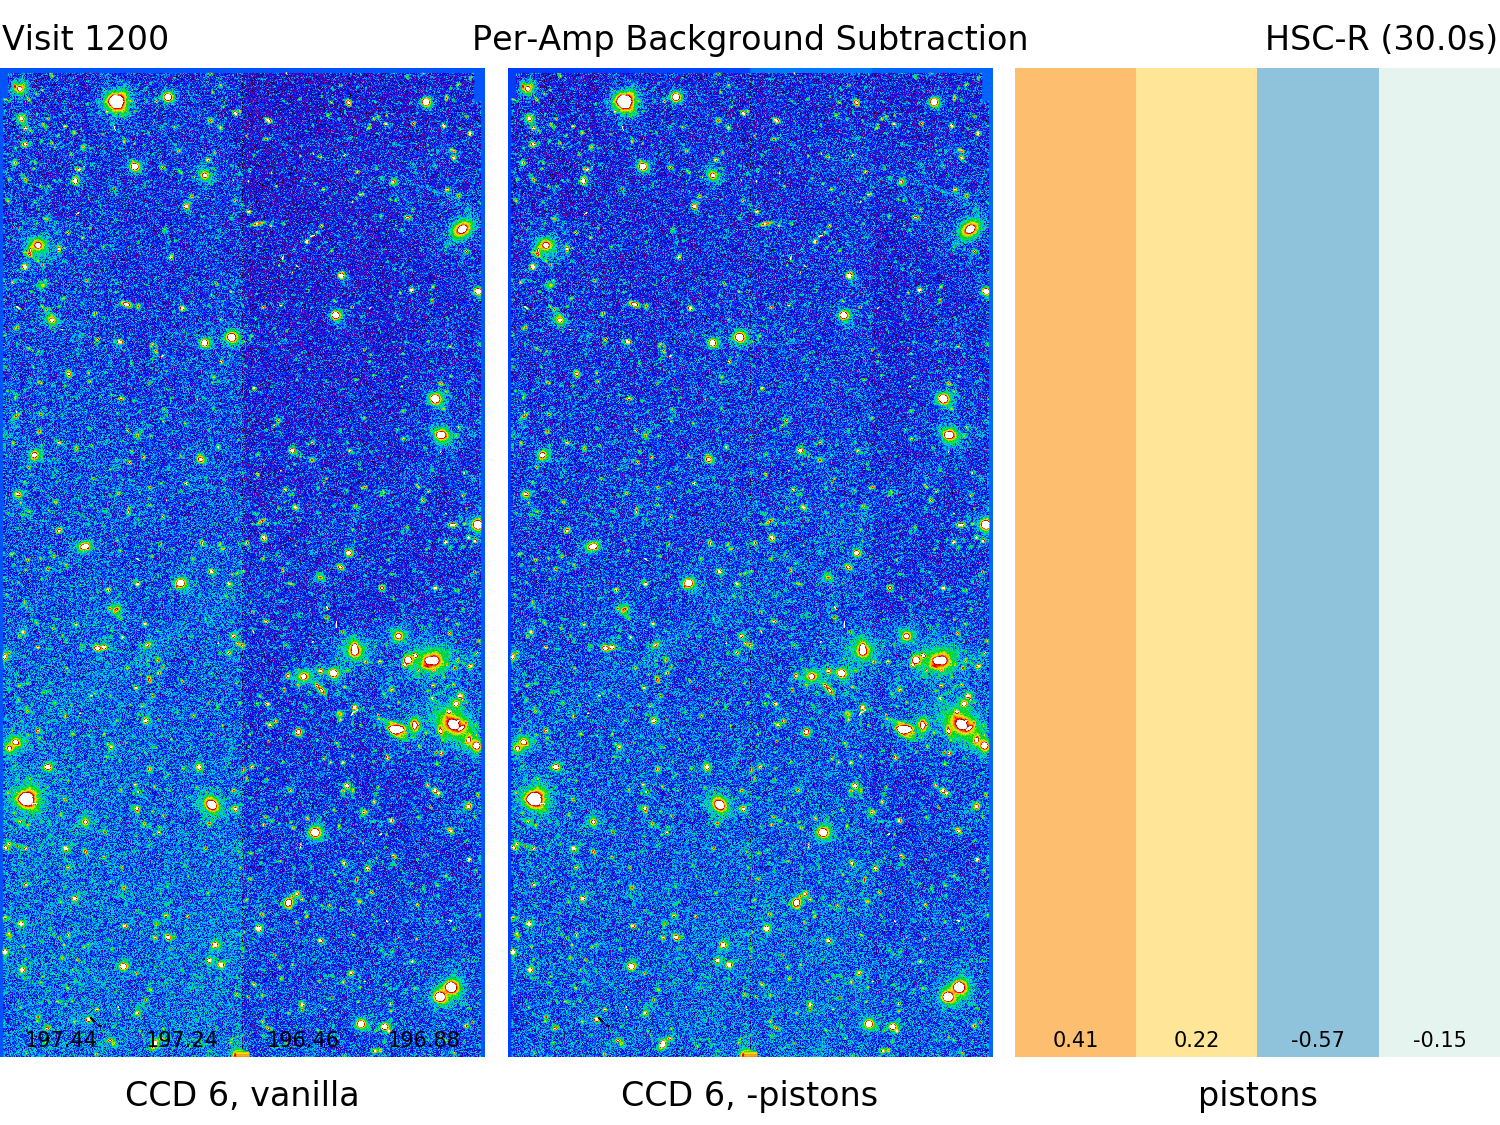 Visit 1200 Per-Amp Background Subtraction HSC-R (30.0s)
197.44 197.24 196.46 196.88 0.41 0.22 -0.57 -0.15
CCD 6, vanilla CCD 6, -pistons pistons